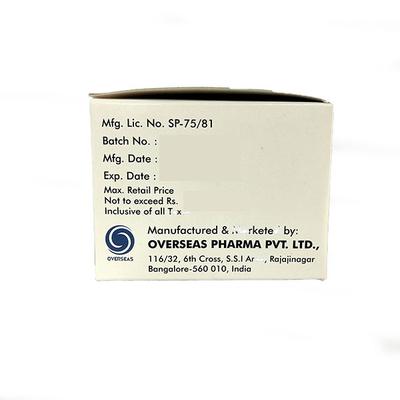 Mfg. Lic. No. SP-75/81
Batch No. :
Mfg. Date :
Exp. Date :
Max. Retail Price
Not to exceed Rs.
Inclusive of all
Manufactured & by:
OVERSEAS PHARMA PVT. LTD.,
OVERSEAS
116/32, 6th Cross, S.S.I Rajajinagar
Bangalore-560 010, India